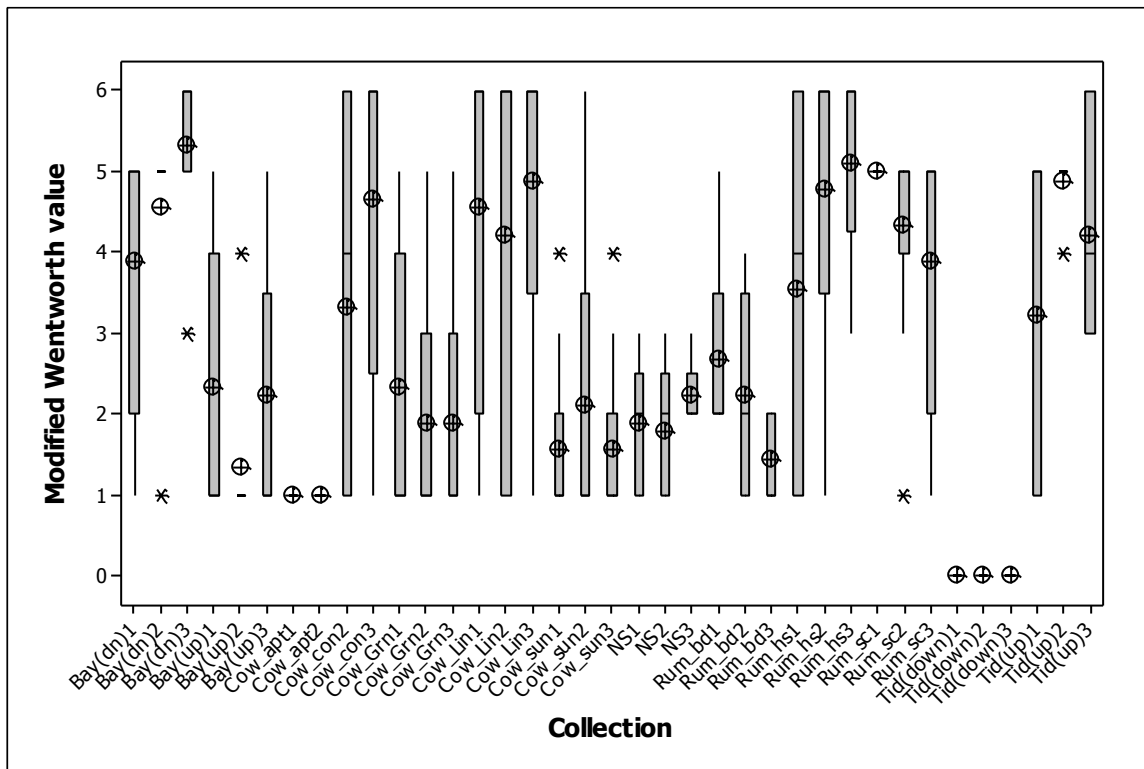 Modified Wentworth value
6
5
4
3
2
1
0
Bay(dn)1
Bay(dn)2
Bay(dn)3
Bay(up)1
Bay(up)2
Bay(up)3
Cow_apt1
Cow_apt2
Cow_con2
Cow_con3
Cow_Grn1
Cow_Grn2
Cow_Grn3
Cow_Lin1
Cow_Lin2
Cow_Lin3
Cow_sun1
Cow_sun2
Cow_sun3
NS1
NS2
NS3
Rum_bd1
Rum_bd2
Rum_bd3
Rum_hs1
Rum_hs2
Rum_hs3
Rum_sc1
Rum_sc2
Rum_sc3
Tid(down)1
Tid(down)2
Tid(down)3
Tid(up)1
Tid(up)2
Tid(up)3
Collection